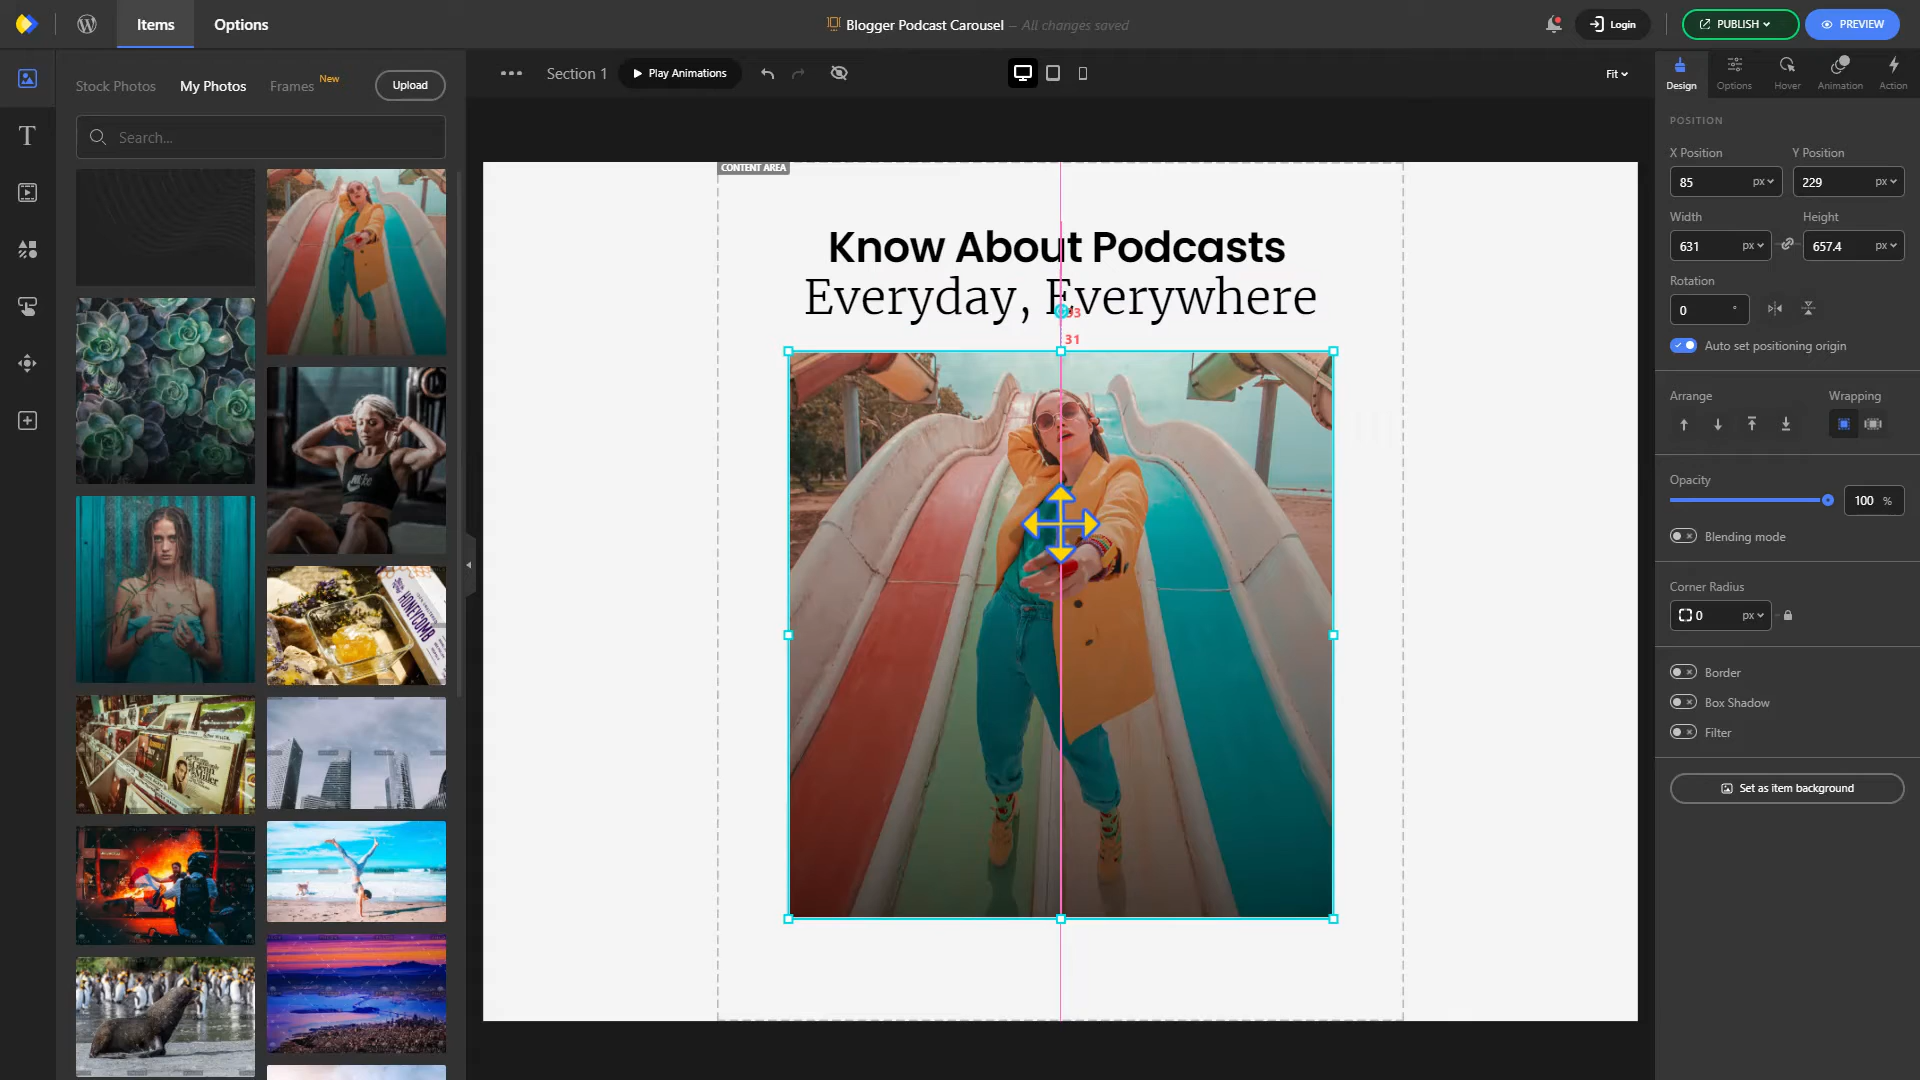 Items
Options
Blogger Podcast Carousel – All changes saved
Login
PUBLISH
PREVIEW
Stock Photos
My Photos
Frames
New
Upload
Search...
Section 1
Play Animations
Fit
Design
Options
Hover
Animation
Action
CONTENT AREA
Know About Podcasts
Everyday, Everywhere
31
HONEYCOMB
POSITION
X Position
Y Position
85 px
229 px
Width
Height
631 px
657.4 px
Rotation
0 °
Auto set positioning origin
Arrange
Wrapping
Opacity
100 %
Blending mode
Corner Radius
0 px
Border
Box Shadow
Filter
Set as item background